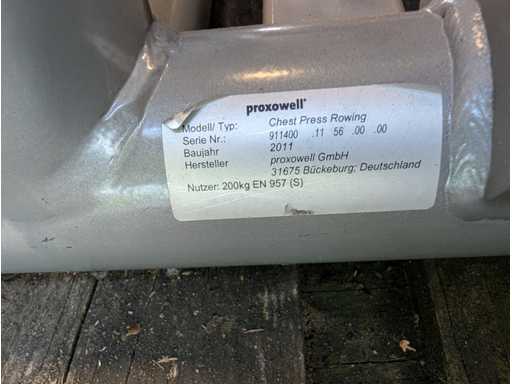 proxowell®
Modell/ Typ: Chest Press Rowing
Serie Nr.: 911400 .11 56 .00 .00
Baujahr 2011
Hersteller proxowell GmbH
31675 Bückeburg; Deutschland
Nutzer: 200kg EN 957 (S)